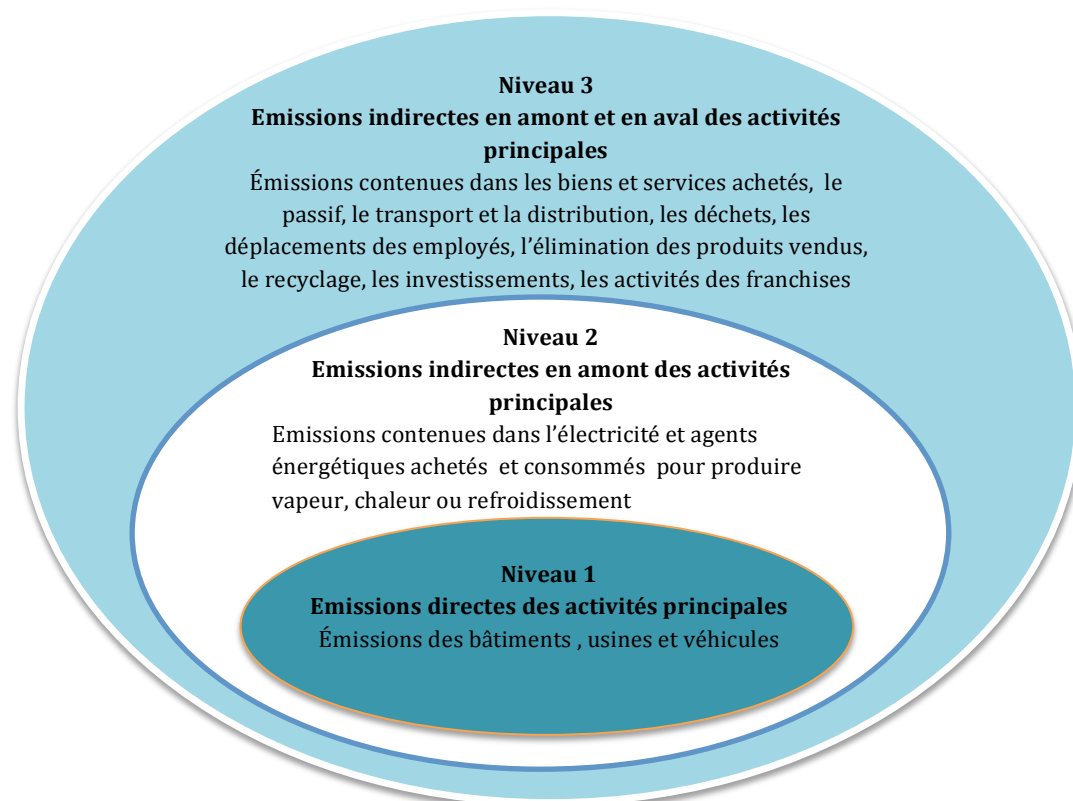 Niveau 3
Emissions indirectes en amont et en aval des activités
principales
Émissions contenues dans les biens et services achetés, le
passif, le transport et la distribution, les déchets, les
déplacements des employés, l’élimination des produits vendus,
le recyclage, les investissements, les activités des franchises
Niveau 2
Emissions indirectes en amont des activités
principales
Emissions contenues dans l’électricité et agents
énergétiques achetés et consommés pour produire
vapeur, chaleur ou refroidissement
Niveau 1
Emissions directes des activités principales
Émissions des bâtiments , usines et véhicules